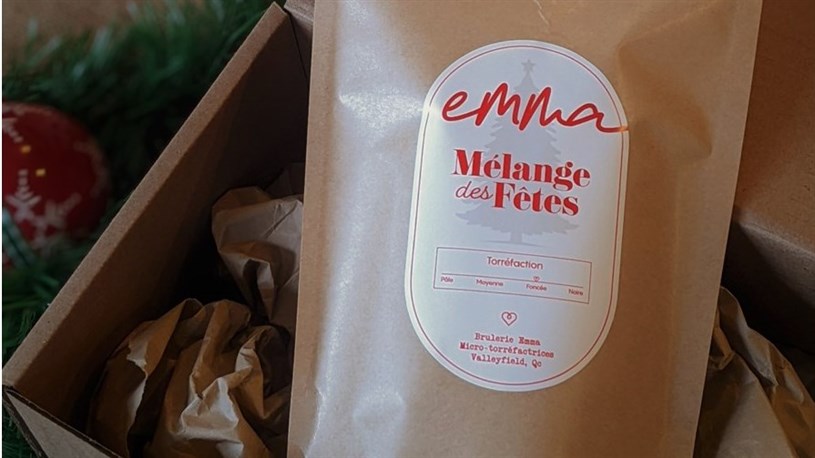 emma
Mélange
des Fêtes
Torréfaction
Pâle Moyenne Foncée Noire
Brulerie Emma
Micro-torréfactrices
Valleyfield, Qc